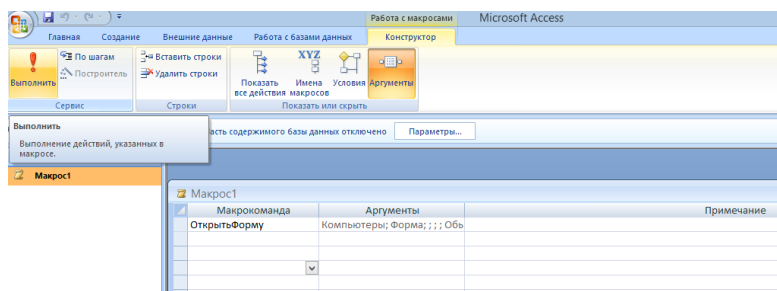 Работа с макросами Microsoft Access
Главная Создание Внешние данные Работа с базами данных Конструктор
Выполнить
По шагам
Построитель
Вставить строки
Удалить строки
Показать все действия
Имена макросов
Условия
Аргументы
Сервис Строки Показать или скрыть
Выполнить
Выполнение действий, указанных в
макросе.
асть содержимого базы данных отключено Параметры...
Макрос1
Макрос1
Макрокоманда Аргументы Примечание
ОткрытьФорму Компьютеры; Форма; ; ; ; Обы